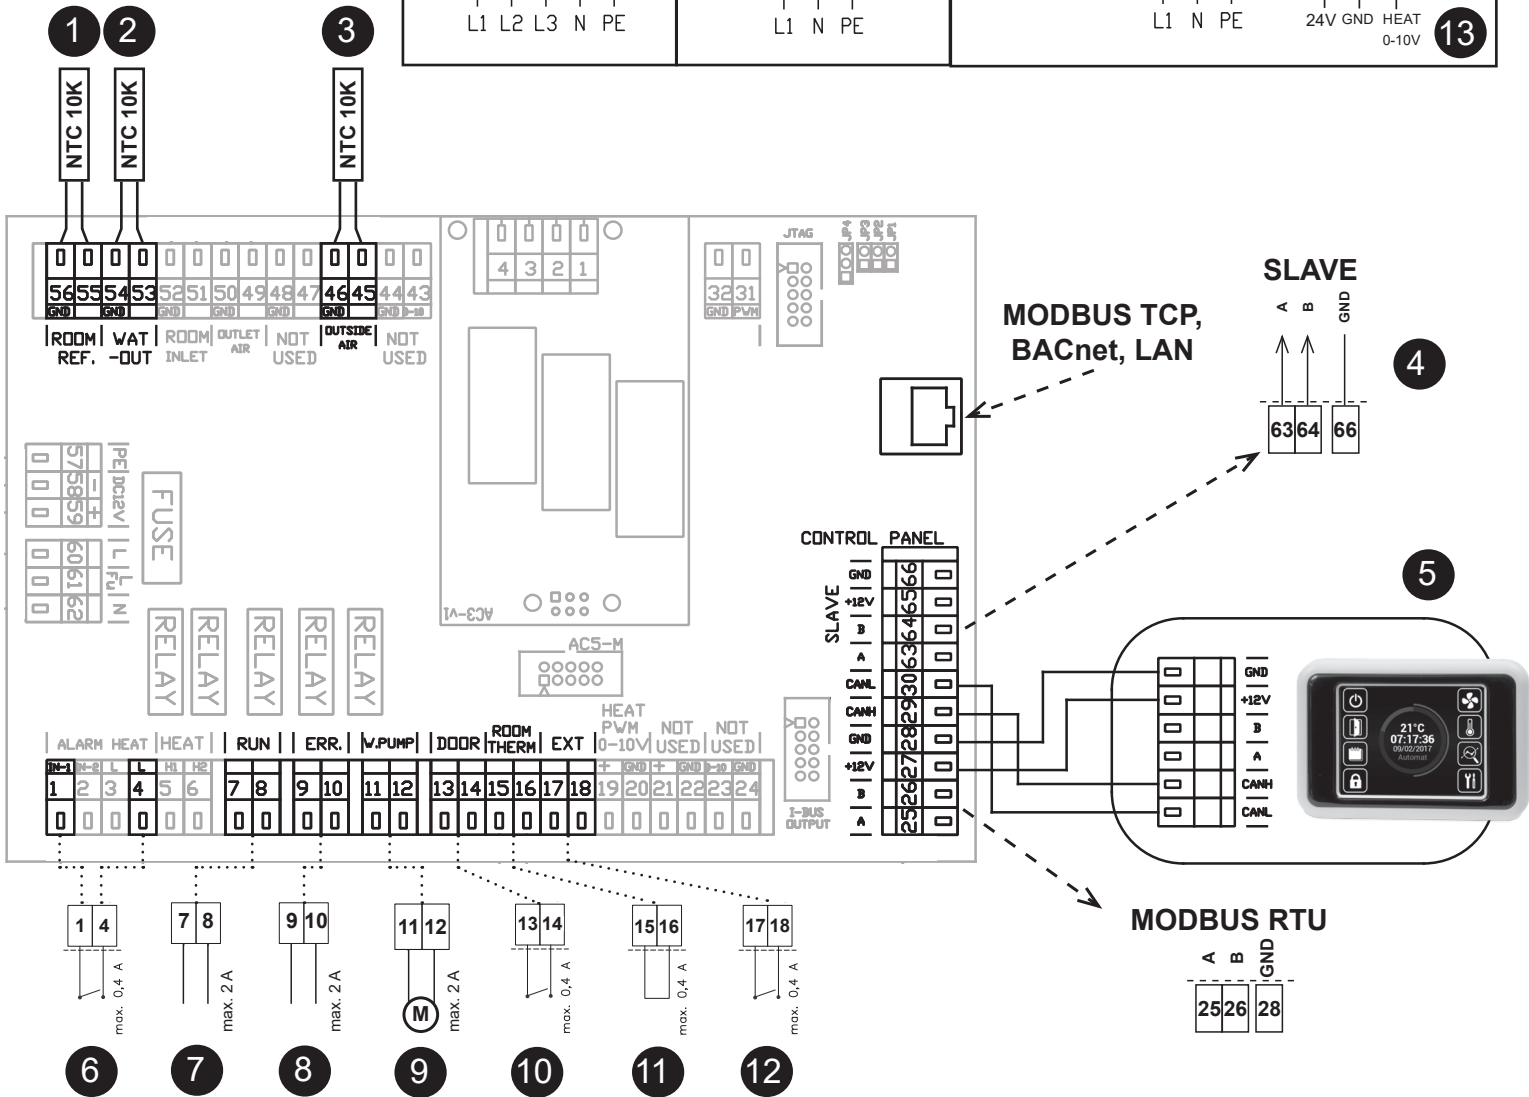 L1 L2 L3 N PE
L1 N PE
L1 N PE
24V GND HEAT
0-10V
13
1
2
3
NTC 10K
NTC 10K
NTC 10K
56 55 54 53 52 51 50 49 48 47 46 45 44 43
GND GND GND GND GND GND GND 0-10
ROOM REF.
WAT -OUT
ROOM INLET
OUTLET AIR
NOT USED
OUTSIDE AIR
NOT USED
4 3 2 1
32 31
GND PWM
JTAG
JP4
JP3
JP2
JP1
MODBUS TCP,
BACnet, LAN
SLAVE
A B GND
63 64 66
4
57 58 59
PE - + DC12V
60 61 62
L L Fu N
FUSE
RELAY
RELAY
RELAY
RELAY
RELAY
AC3-v1
AC5-M
CONTROL PANEL
SLAVE
GND 66
+12V 65
B 64
A 63
CANL 30
CANH 29
GND 28
+12V 27
B 26
A 25
5
GND
+12V
B
A
CANH
CANL
21°C
07:17:36
09/02/2017
Automat
ALARM HEAT
HEAT
RUN
ERR.
W.PUMP
DOOR
ROOM THERM
EXT
HEAT PWM 0-10V
NOT USED
NOT USED
IN-1 IN-2 L L H1 H2 + GND + GND 0-10 GND
1 2 3 4 5 6 7 8 9 10 11 12 13 14 15 16 17 18 19 20 21 22 23 24
I-BUS
OUTPUT
1 4
max. 0,4 A
6
7 8
max. 2 A
7
9 10
max. 2 A
8
11 12
M
max. 2 A
9
13 14
max. 0,4 A
10
15 16
max. 0,4 A
11
17 18
max. 0,4 A
12
MODBUS RTU
A B GND
25 26 28